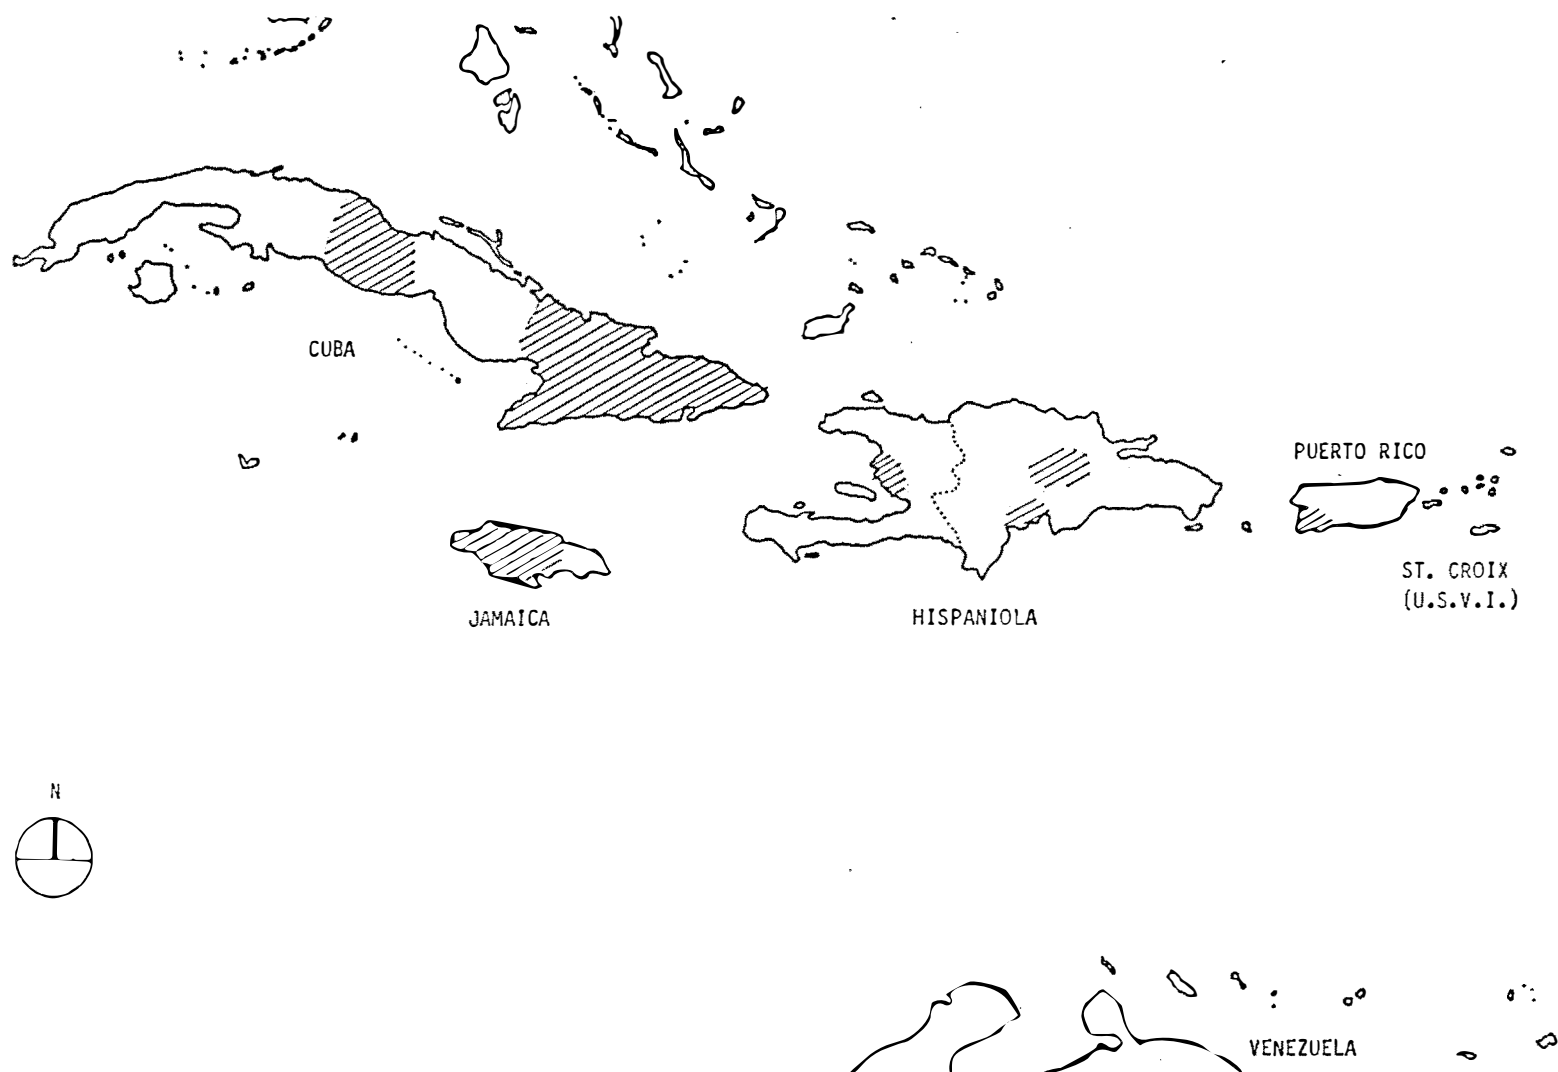 CUBA
PUERTO RICO
ST. CROIX
(U.S.V.I.)
JAMAICA
HISPANIOLA
N
VENEZUELA